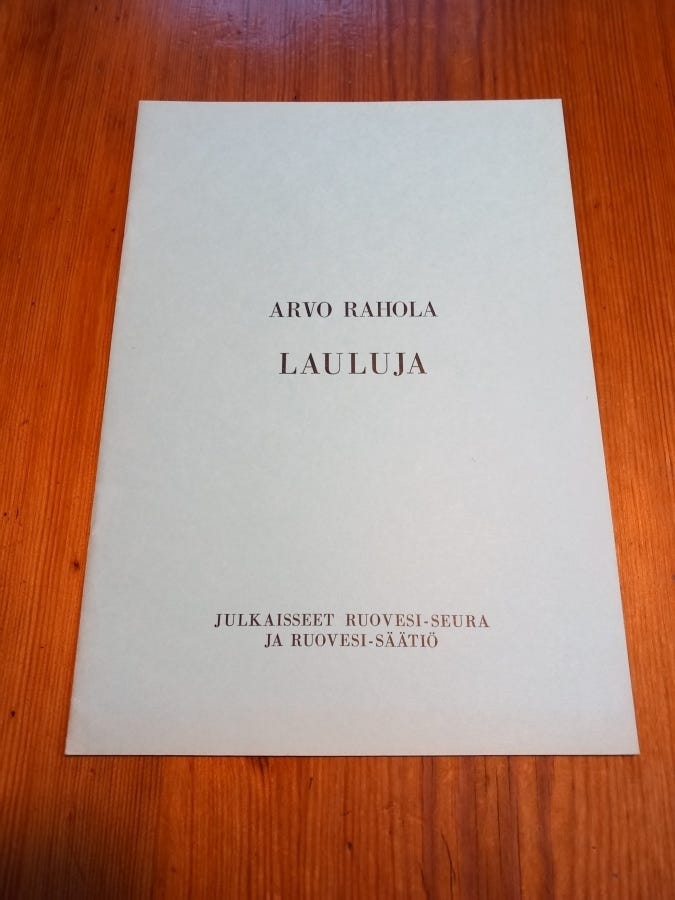 ARVO RAHOLA
LAULUJA
JULKAISSEET RUOVESI-SEURA
JA RUOVESI-SÄÄTIÖ